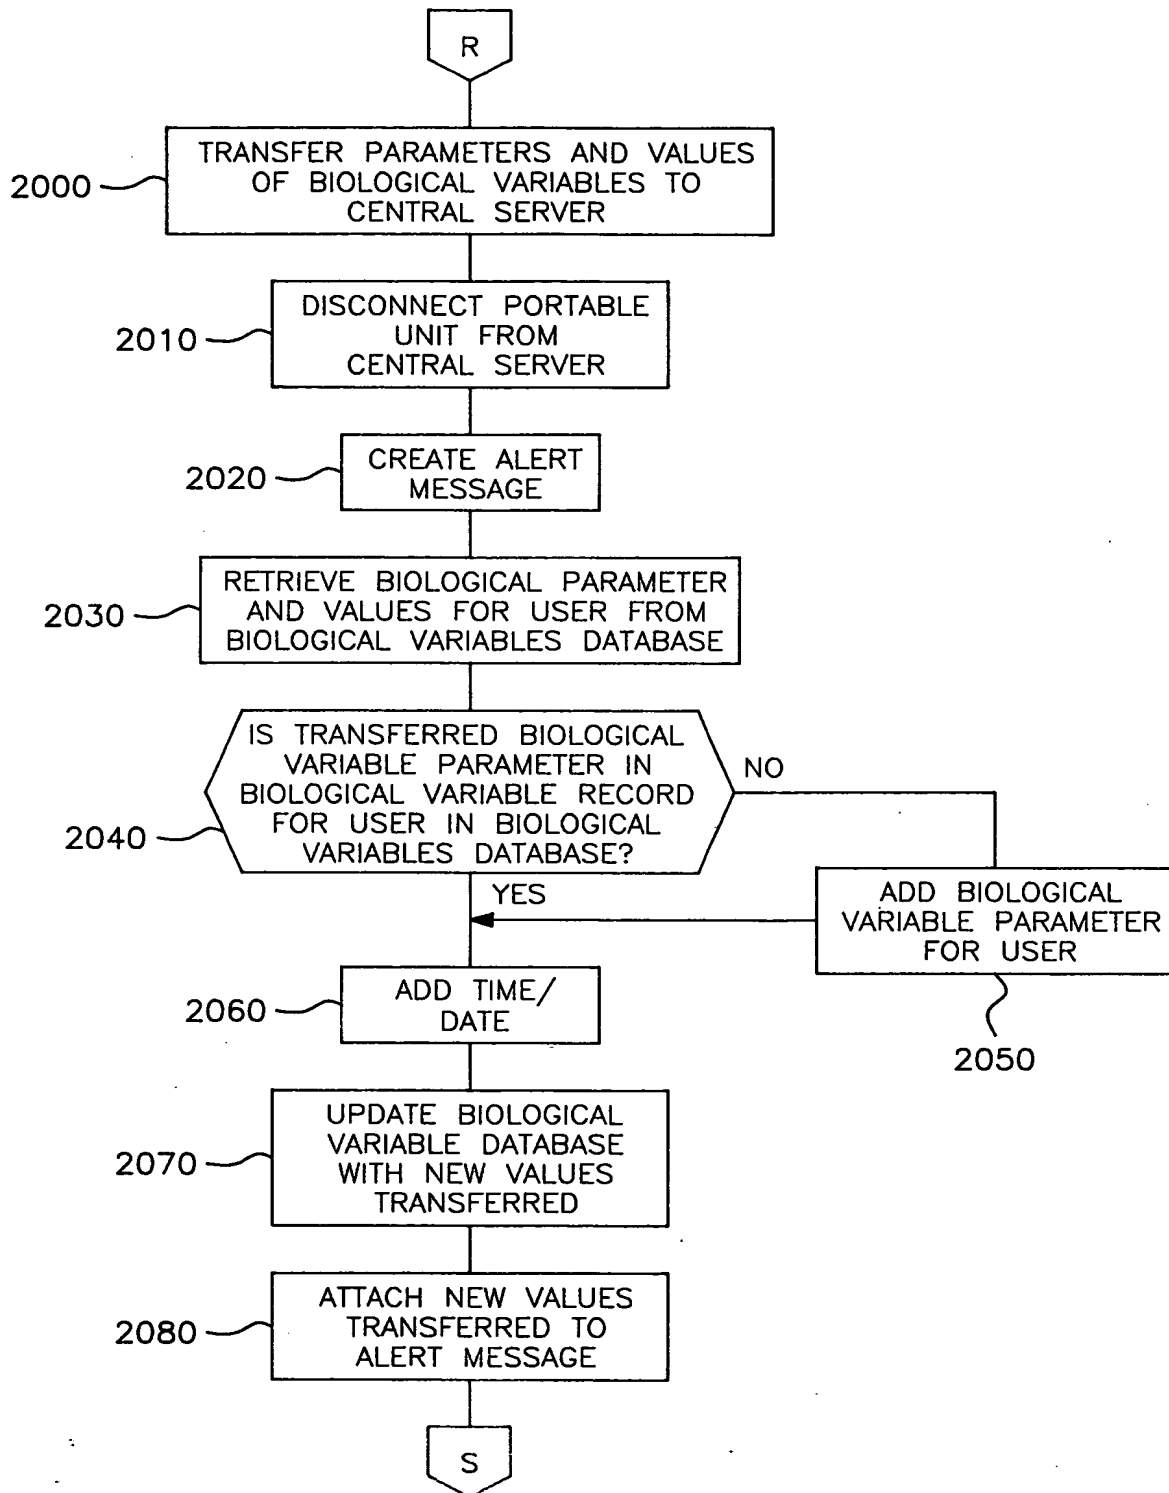 R
TRANSFER PARAMETERS AND VALUES
OF BIOLOGICAL VARIABLES TO
CENTRAL SERVER
2000
DISCONNECT PORTABLE
UNIT FROM
CENTRAL SERVER
2010
CREATE ALERT
MESSAGE
2020
RETRIEVE BIOLOGICAL PARAMETER
AND VALUES FOR USER FROM
BIOLOGICAL VARIABLES DATABASE
2030
IS TRANSFERRED BIOLOGICAL
VARIABLE PARAMETER IN
BIOLOGICAL VARIABLE RECORD
FOR USER IN BIOLOGICAL
VARIABLES DATABASE?
2040
NO
YES
ADD BIOLOGICAL
VARIABLE PARAMETER
FOR USER
2050
ADD TIME/
DATE
2060
UPDATE BIOLOGICAL
VARIABLE DATABASE
WITH NEW VALUES
TRANSFERRED
2070
ATTACH NEW VALUES
TRANSFERRED TO
ALERT MESSAGE
2080
S